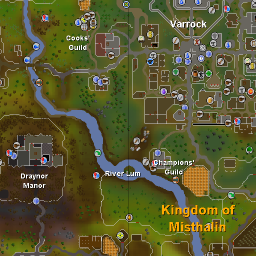 Varrock
Cooks'
Guild
Champions'
Guild
River Lum
Draynor
Manor
Kingdom of
Misthalin